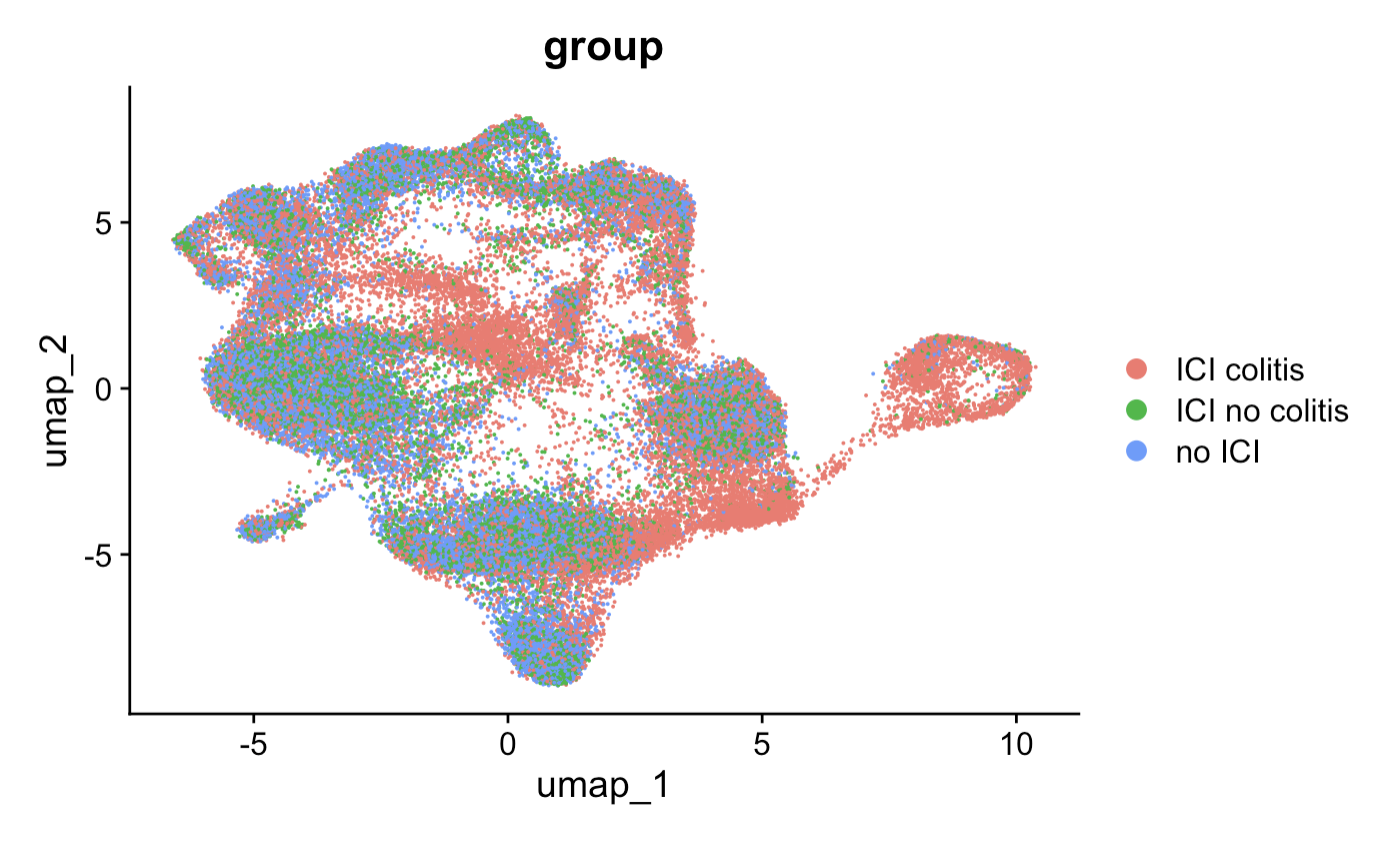 group
umap_2
5
0
-5
-5
0
5
10
umap_1
ICI colitis
ICI no colitis
no ICI